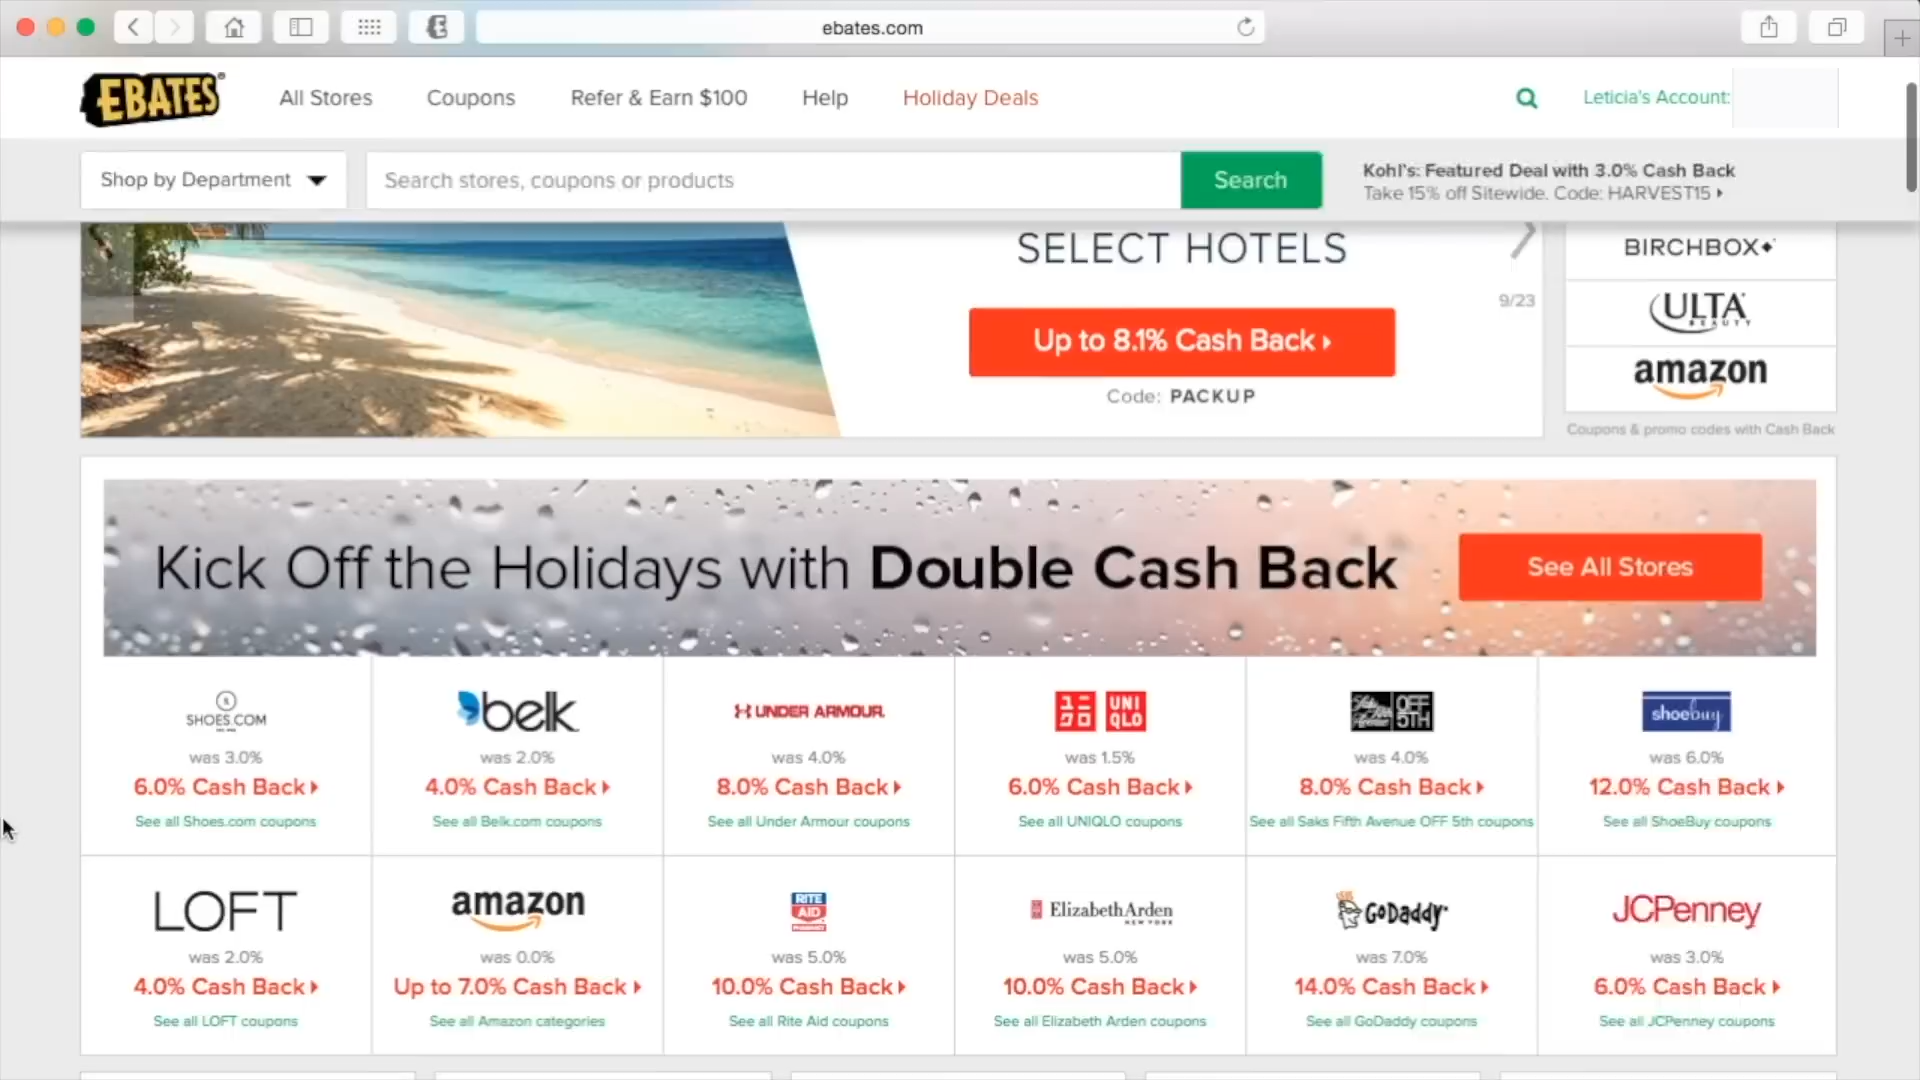 ebates.com
EBATES
All Stores
Coupons
Refer & Earn $100
Help
Holiday Deals
Leticia's Account:
Shop by Department
Search stores, coupons or products
Search
Kohl's: Featured Deal with 3.0% Cash Back
Take 15% off Sitewide. Code: HARVEST15
SELECT HOTELS
Up to 8.1% Cash Back
Code: PACKUP
9/23
BIRCHBOX
ULTA
BEAUTY
amazon
Coupons & promo codes with Cash Back
Kick Off the Holidays with Double Cash Back
See All Stores
SHOES.COM
belk
UNDER ARMOUR
ユニクロ UNI QLO
Saks Fifth Avenue OFF 5TH
shoebuy
was 3.0%
was 2.0%
was 4.0%
was 1.5%
was 4.0%
was 6.0%
6.0% Cash Back
4.0% Cash Back
8.0% Cash Back
6.0% Cash Back
8.0% Cash Back
12.0% Cash Back
See all Shoes.com coupons
See all Belk.com coupons
See all Under Armour coupons
See all UNIQLO coupons
See all Saks Fifth Avenue OFF 5th coupons
See all ShoeBuy coupons
LOFT
amazon
RITE AID PHARMACY
Elizabeth Arden
NEW YORK
GoDaddy
JCPenney
was 2.0%
was 0.0%
was 5.0%
was 5.0%
was 7.0%
was 3.0%
4.0% Cash Back
Up to 7.0% Cash Back
10.0% Cash Back
10.0% Cash Back
14.0% Cash Back
6.0% Cash Back
See all LOFT coupons
See all Amazon categories
See all Rite Aid coupons
See all Elizabeth Arden coupons
See all GoDaddy coupons
See all JCPenney coupons